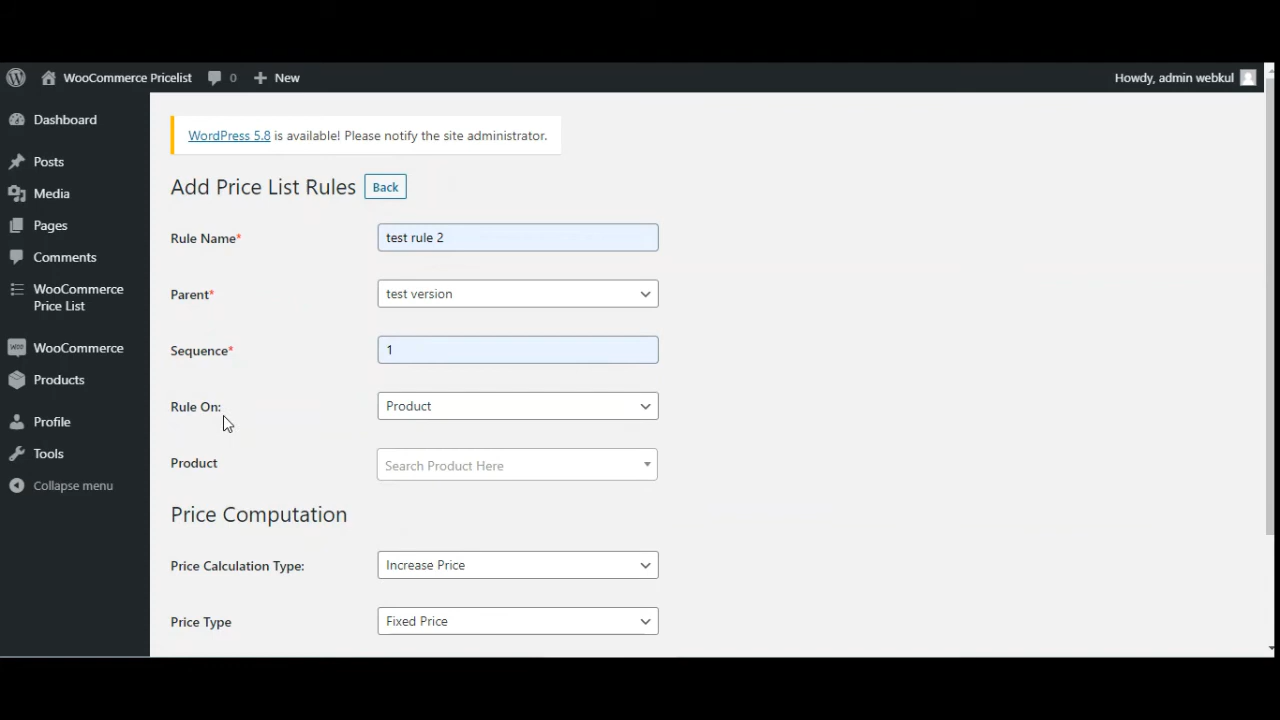 WooCommerce Pricelist 0 New Howdy, admin webkul
Dashboard
Posts
Media
Pages
Comments
WooCommerce
Price List
WooCommerce
Products
Profile
Tools
Collapse menu
WordPress 5.8 is available! Please notify the site administrator.
Add Price List Rules Back
Rule Name* test rule 2
Parent* test version
Sequence* 1
Rule On: Product
Product Search Product Here
Price Computation
Price Calculation Type: Increase Price
Price Type Fixed Price